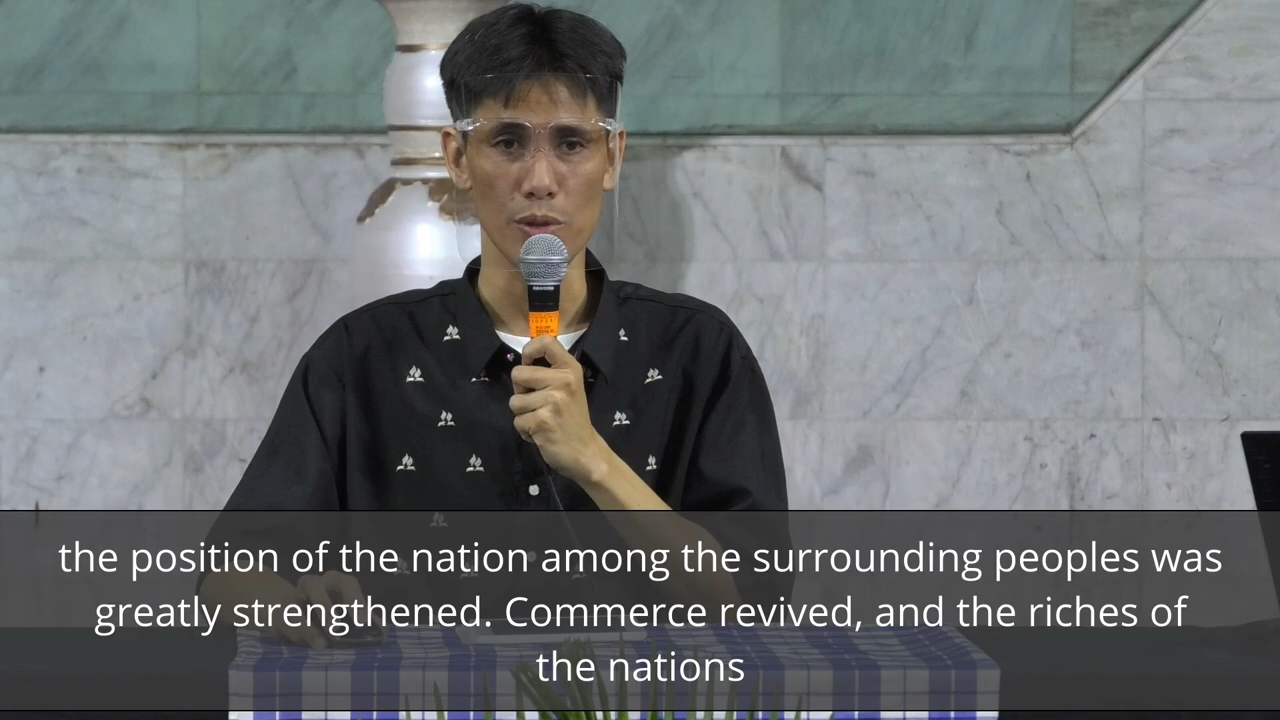 the position of the nation among the surrounding peoples was
greatly strengthened. Commerce revived, and the riches of
the nations